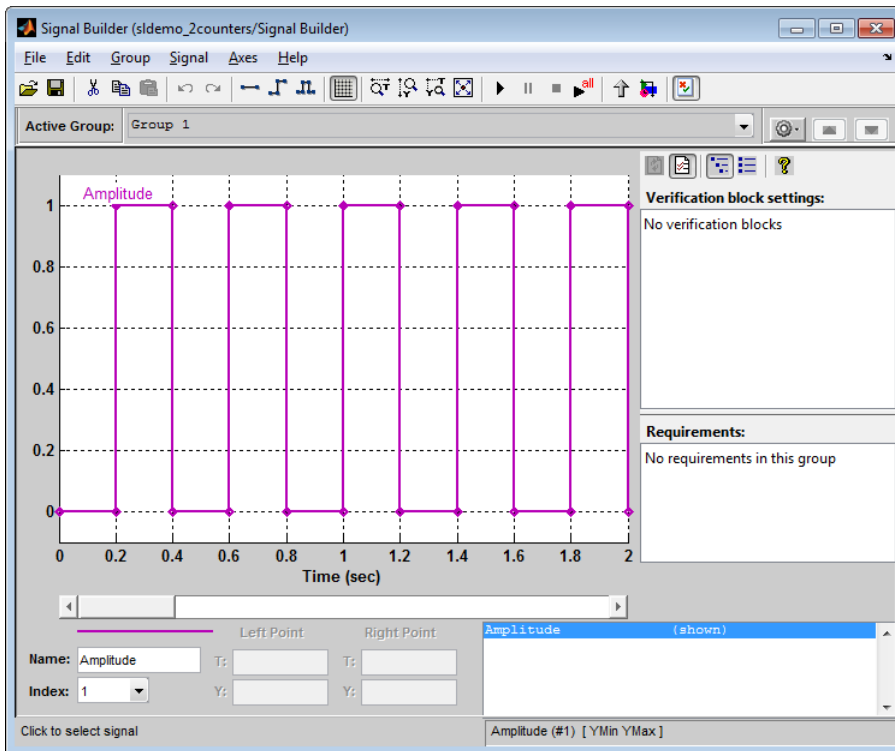 Signal Builder (sldemo_2counters/Signal Builder)
File Edit Group Signal Axes Help
all
Active Group: Group 1
Amplitude
1
0.8
0.6
0.4
0.2
0
0 0.2 0.4 0.6 0.8 1 1.2 1.4 1.6 1.8 2
Time (sec)
Verification block settings:
No verification blocks
Requirements:
No requirements in this group
Left Point Right Point
Name: Amplitude T: T:
Index: 1 Y: Y:
Amplitude (shown)
Click to select signal
Amplitude (#1) [ YMin YMax ]